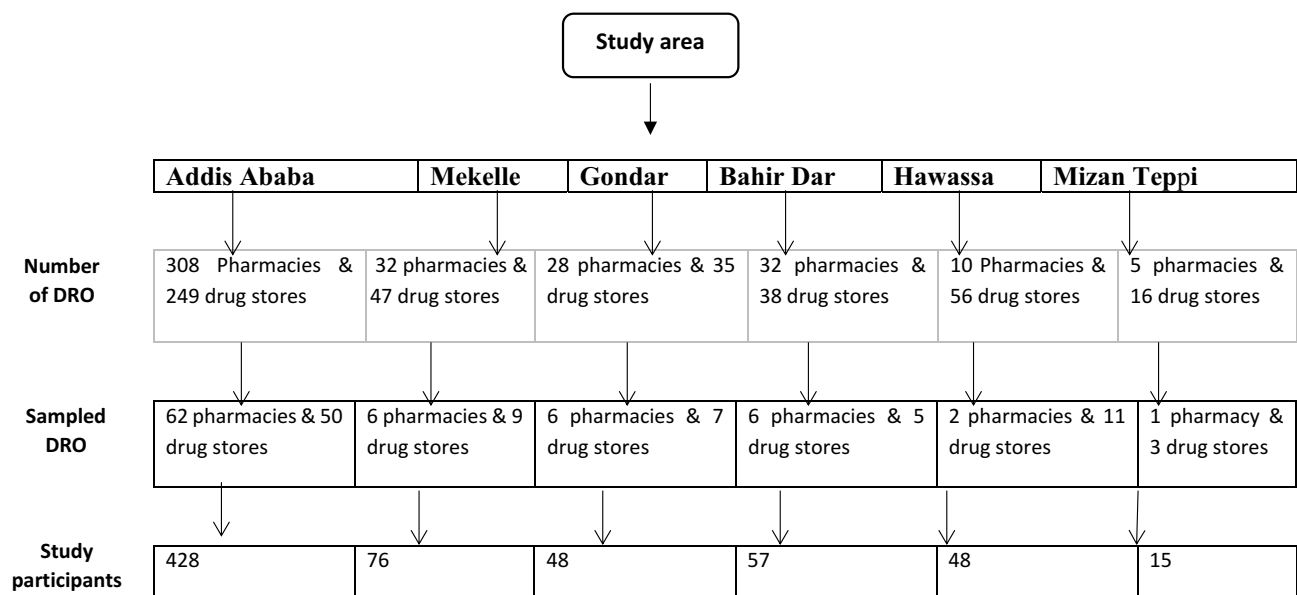 Study area
Addis Ababa Mekelle Gondar Bahir Dar Hawassa Mizan Teppi
Number
of DRO
308 Pharmacies &
249 drug stores
32 pharmacies &
47 drug stores
28 pharmacies & 35
drug stores
32 pharmacies &
38 drug stores
10 Pharmacies &
56 drug stores
5 pharmacies &
16 drug stores
Sampled
DRO
62 pharmacies & 50
drug stores
6 pharmacies & 9
drug stores
6 pharmacies & 7
drug stores
6 pharmacies & 5
drug stores
2 pharmacies & 11
drug stores
1 pharmacy &
3 drug stores
Study
participants
428
76
48
57
48
15